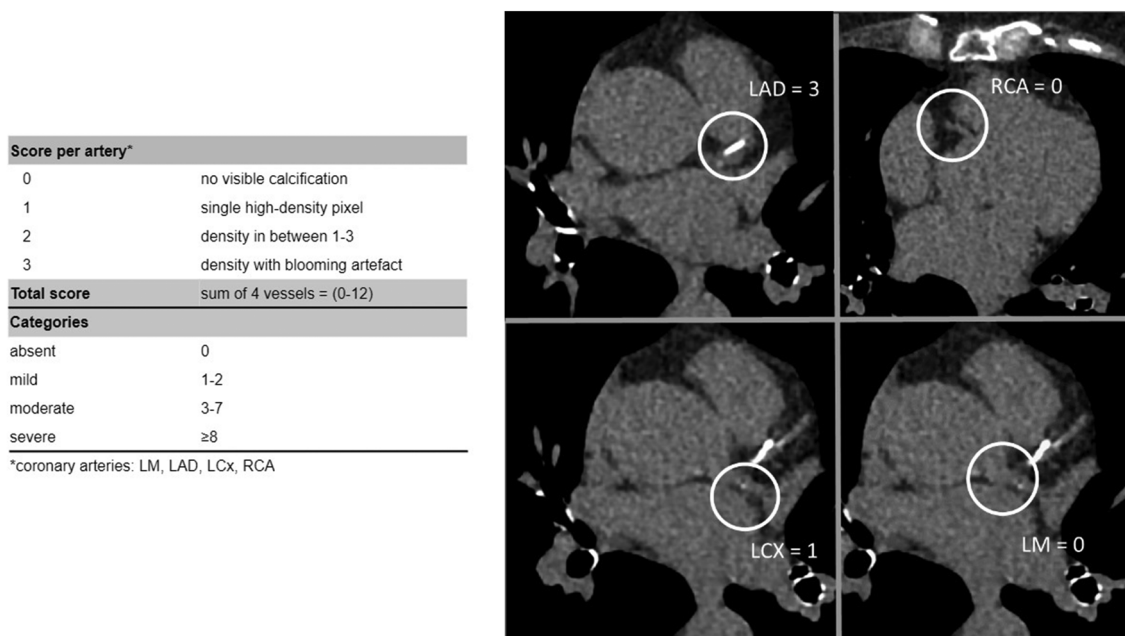 Score per artery*
0 no visible calcification
1 single high-density pixel
2 density in between 1-3
3 density with blooming artefact
Total score sum of 4 vessels = (0-12)
Categories
absent 0
mild 1-2
moderate 3-7
severe ≥8
*coronary arteries: LM, LAD, LCx, RCA
LAD = 3
RCA = 0
LCX = 1
LM = 0